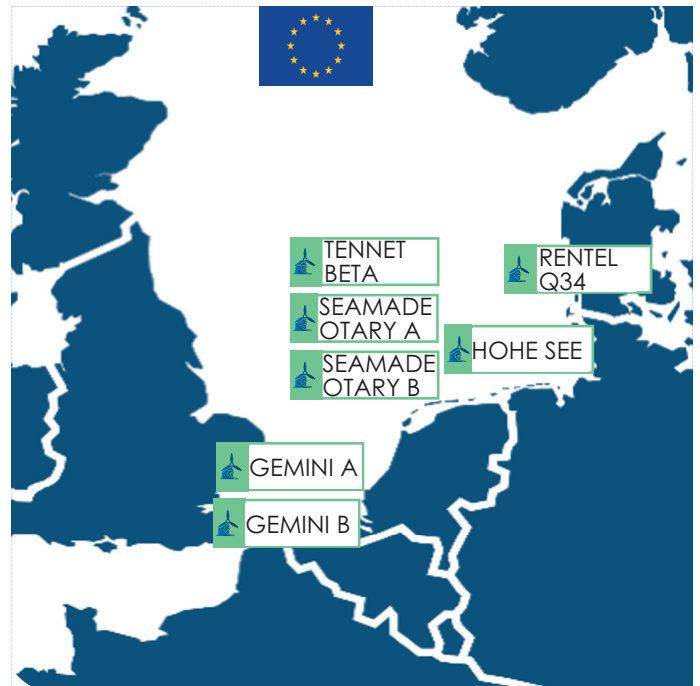 TENNET
BETA
RENTEL
Q34
SEAMADE
OTARY A
HOHE SEE
SEAMADE
OTARY B
GEMINI A
GEMINI B